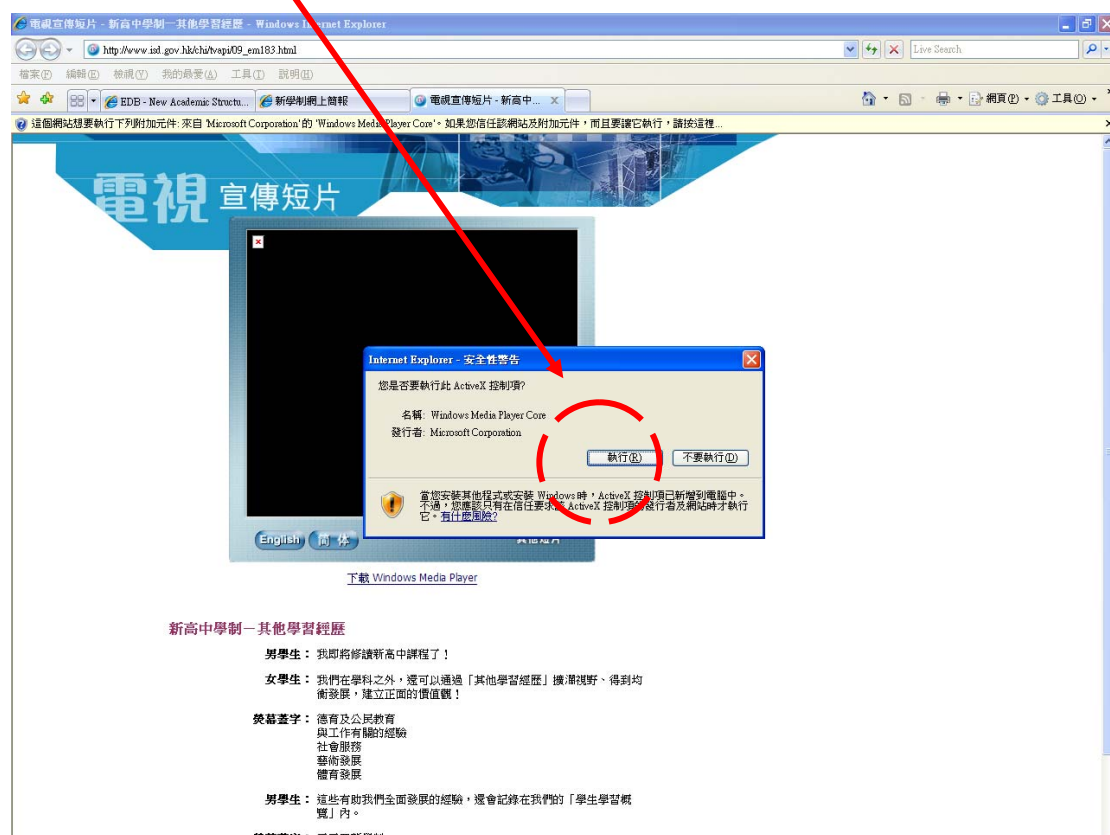 電視宣傳短片 - 新高中學制─其他學習經歷 - Windows Internet Explorer
http://www.isd.gov.hk/chi/tvapi/09_em183.html
Live Search
檔案(F) 編輯(E) 檢視(V) 我的最愛(A) 工具(T) 說明(H)
EDB - New Academic Structu... 新學制網上簡報 電視宣傳短片 - 新高中... 網頁(P) 工具(O)
這個網站想要執行下列附加元件: 來自 'Microsoft Corporation' 的 'Windows Media Player Core'。如果您信任該網站及附加元件，而且要讓它執行，請按這裡...
電視 宣傳短片
Internet Explorer - 安全性警告
您是否要執行此 ActiveX 控制項?
名稱: Windows Media Player Core
發行者: Microsoft Corporation
執行(R) 不要執行(D)
當您安裝其他程式或安裝 Windows 時，ActiveX 控制項已新增到電腦中。
不過，您應該只有在信任要求該 ActiveX 控制項的發行者及網站時才執行
它。有什麼風險?
English 简体 其他短片
下載 Windows Media Player
新高中學制─其他學習經歷
男學生： 我即將修讀新高中課程了！
女學生： 我們在學科之外，還可以通過「其他學習經歷」擴濶視野、得到均
衡發展，建立正面的價值觀！
熒幕蓋字： 德育及公民教育
與工作有關的經驗
社會服務
藝術發展
體育發展
男學生： 這些有助我們全面發展的經驗，還會記錄在我們的「學生學習概
覽」內。